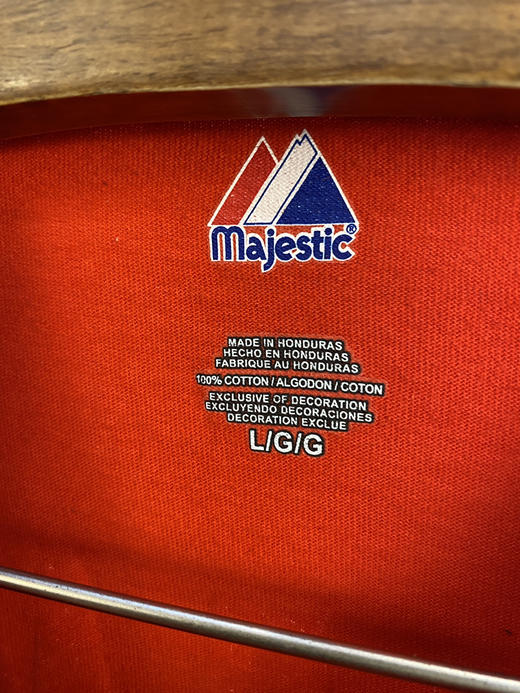 Majestic®
MADE IN HONDURAS
HECHO EN HONDURAS
FABRIQUE AU HONDURAS
100% COTTON / ALGODON / COTON
EXCLUSIVE OF DECORATION
EXCLUYENDO DECORACIONES
DECORATION EXCLUE
L/G/G